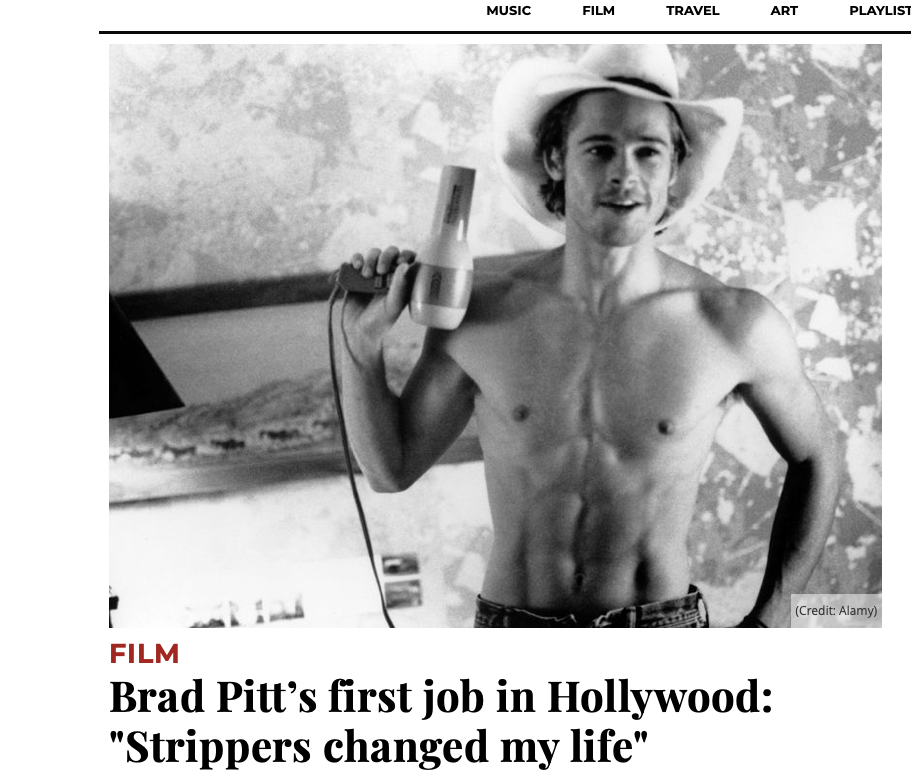 MUSIC FILM TRAVEL ART PLAYLIST
(Credit: Alamy)
FILM
Brad Pitt’s first job in Hollywood:
"Strippers changed my life"